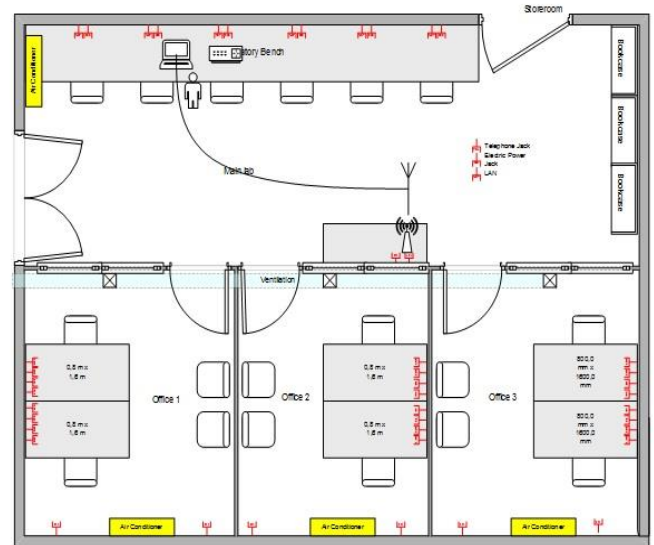 Storeroom
Air Conditioner
atory Bench
Bookcase
Bookcase
Bookcase
Telephone Jack
Electric Power
Jack
LAN
Main lab
Ventilation
0,8 m x
1,6 m
0,8 m x
1,6 m
800,0
mm x
1600,0
mm
Office 1
Office 2
Office 3
0,8 m x
1,6 m
0,8 m x
1,6 m
800,0
mm x
1600,0
mm
Air Conditioner
Air Conditioner
Air Conditioner